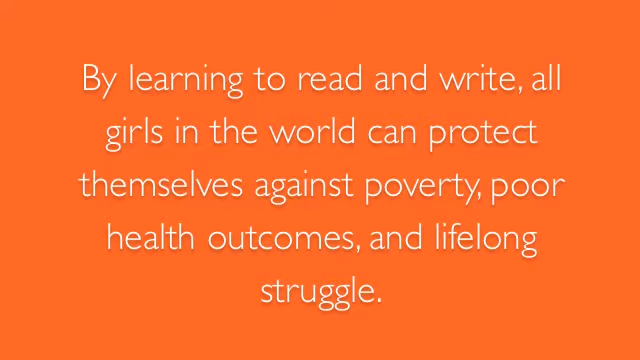 By learning to read and write, all
girls in the world can protect
themselves against poverty, poor
health outcomes, and lifelong
struggle.